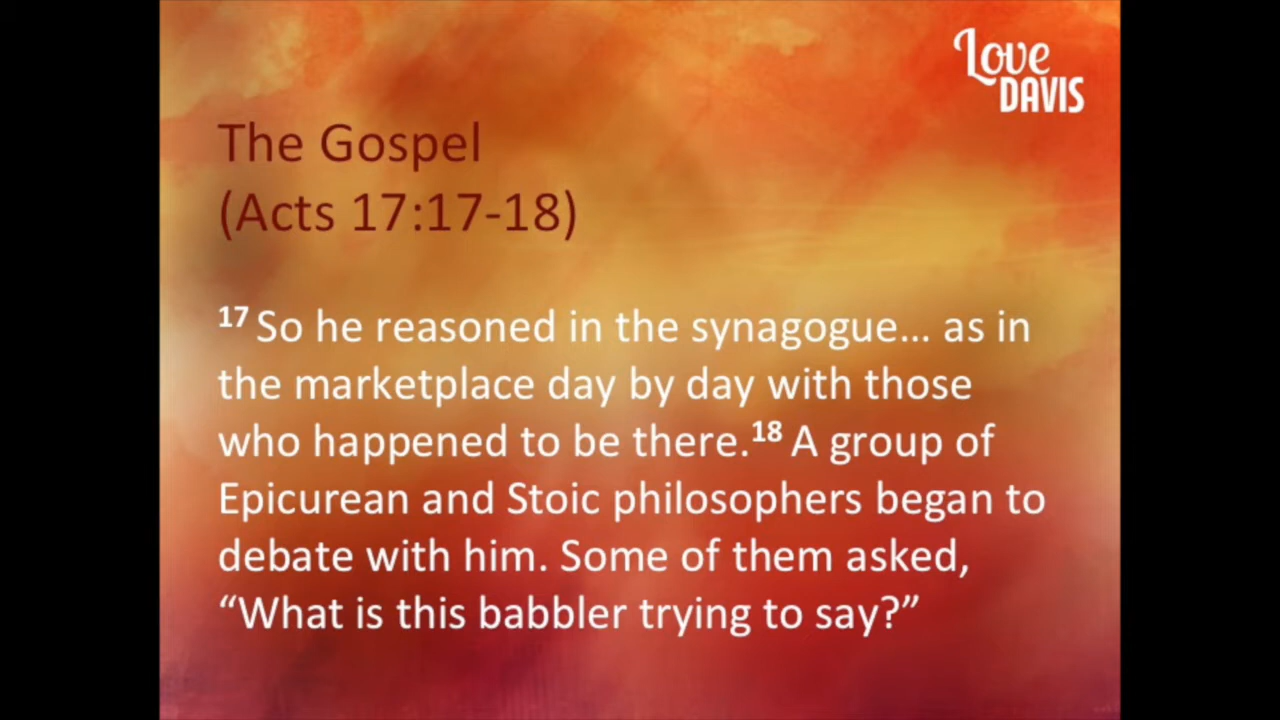 Love
DAVIS
The Gospel
(Acts 17:17-18)
17 So he reasoned in the synagogue… as in
the marketplace day by day with those
who happened to be there.18 A group of
Epicurean and Stoic philosophers began to
debate with him. Some of them asked,
“What is this babbler trying to say?”